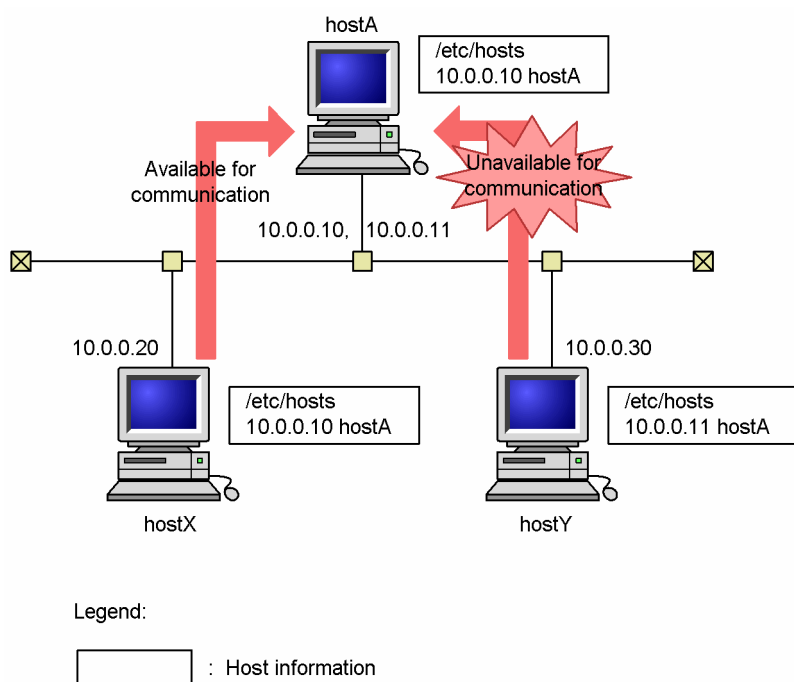 hostA
/etc/hosts
10.0.0.10 hostA
Available for
communication
Unavailable for
communication
10.0.0.10,
10.0.0.11
10.0.0.20
10.0.0.30
/etc/hosts
10.0.0.10 hostA
/etc/hosts
10.0.0.11 hostA
hostX
hostY
Legend:
: Host information